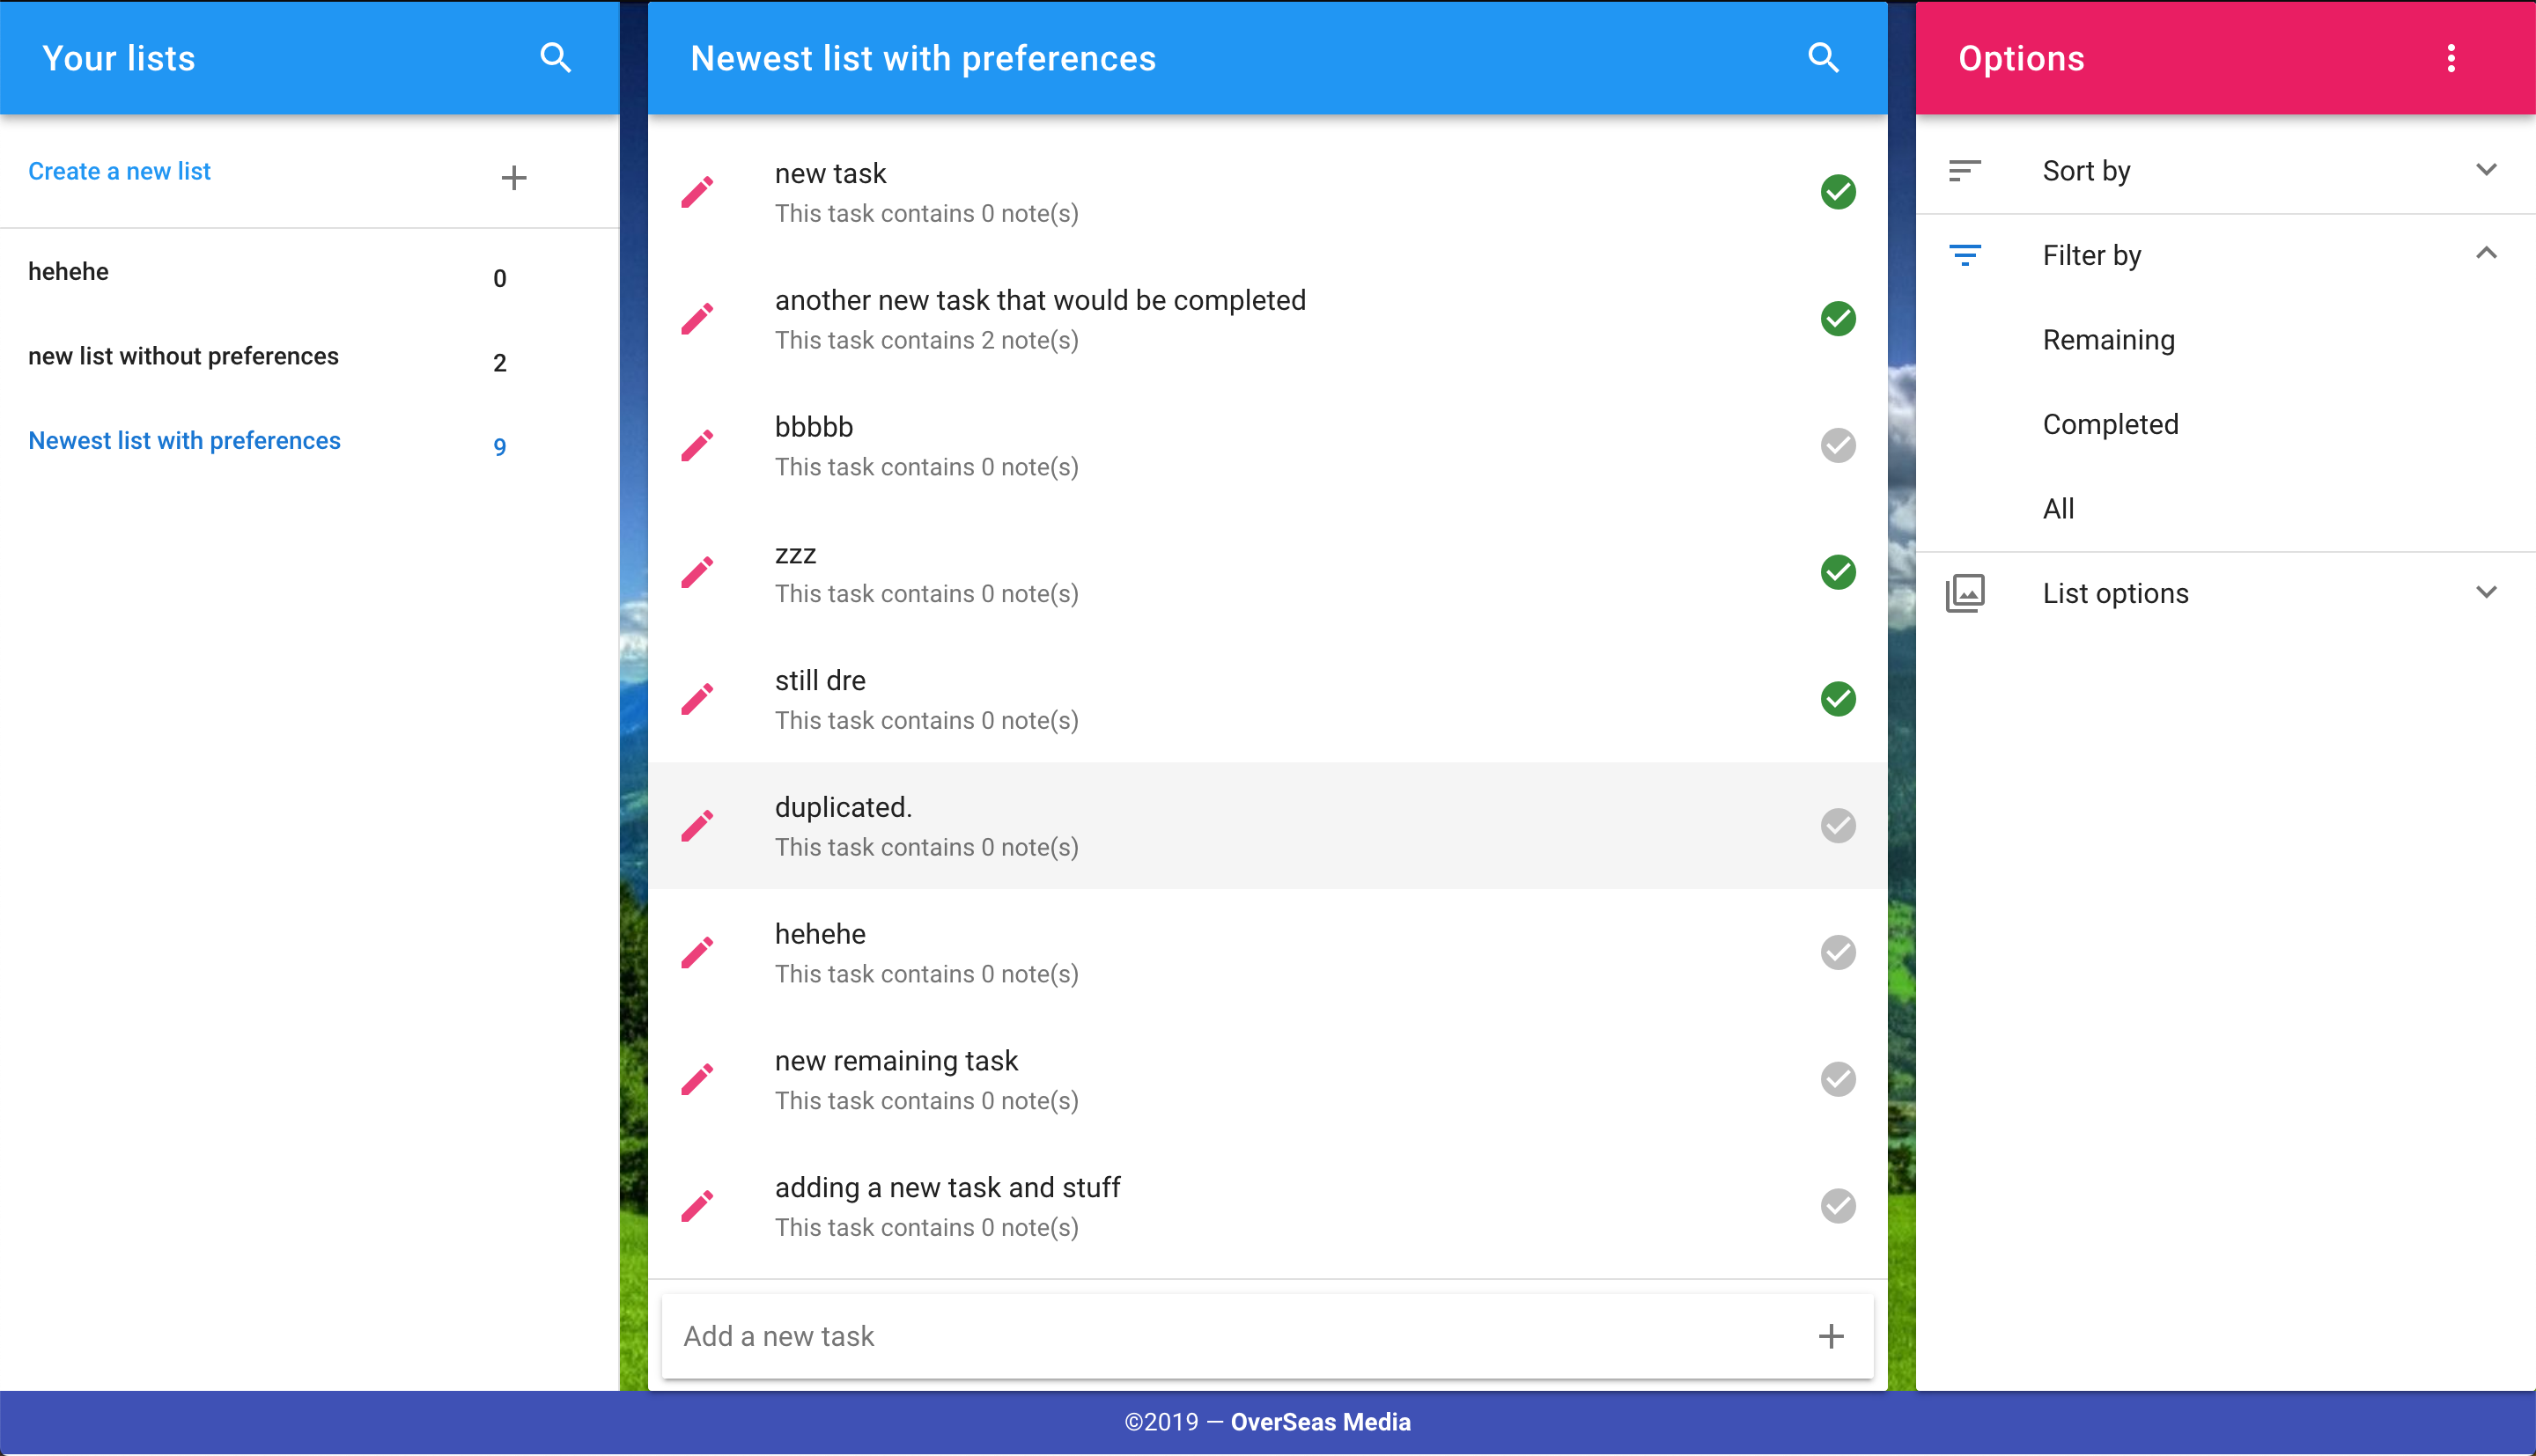 Your lists
Create a new list
hehehe 0
new list without preferences 2
Newest list with preferences 9
Newest list with preferences
new task
This task contains 0 note(s)
another new task that would be completed
This task contains 2 note(s)
bbbbb
This task contains 0 note(s)
zzz
This task contains 0 note(s)
still dre
This task contains 0 note(s)
duplicated.
This task contains 0 note(s)
hehehe
This task contains 0 note(s)
new remaining task
This task contains 0 note(s)
adding a new task and stuff
This task contains 0 note(s)
Add a new task
Options
Sort by
Filter by
Remaining
Completed
All
List options
©2019 — OverSeas Media